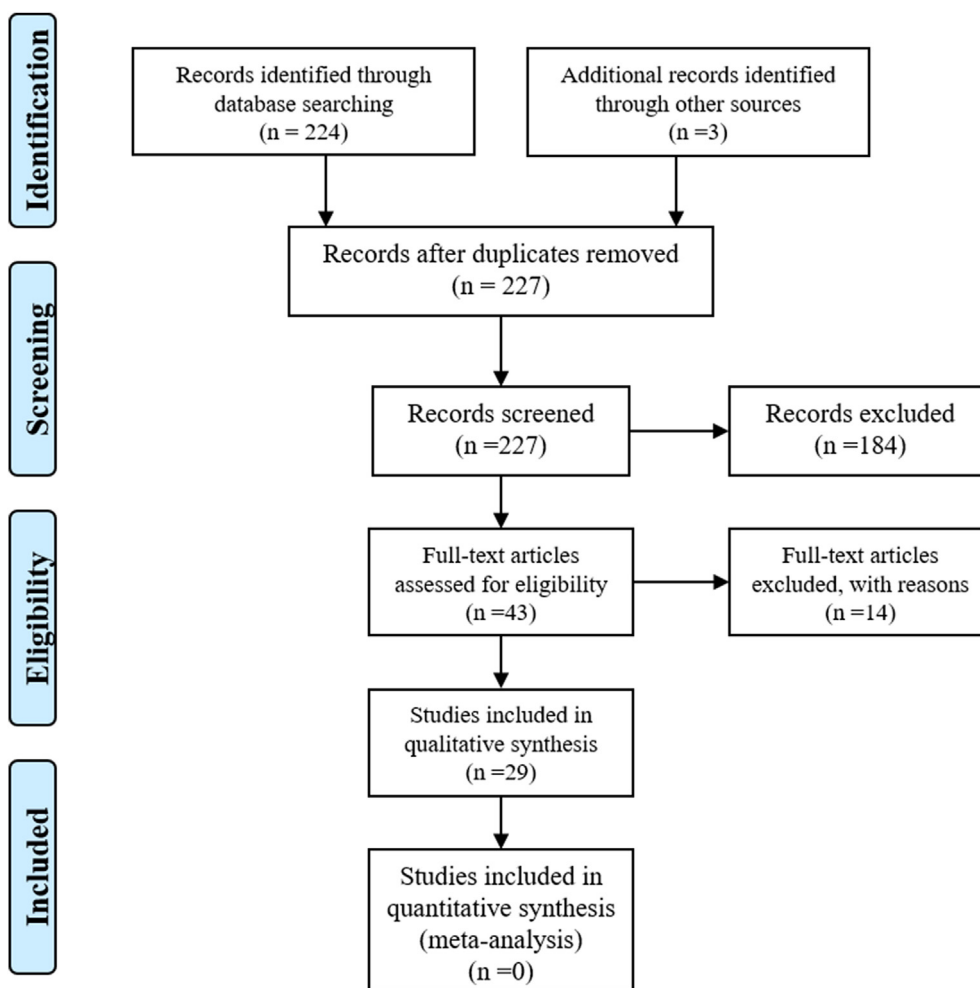 Identification
Records identified through
database searching
(n = 224)
Additional records identified
through other sources
(n =3)
Records after duplicates removed
(n = 227)
Screening
Records screened
(n =227)
Records excluded
(n =184)
Eligibility
Full-text articles
assessed for eligibility
(n =43)
Full-text articles
excluded, with reasons
(n =14)
Studies included in
qualitative synthesis
(n =29)
Included
Studies included in
quantitative synthesis
(meta-analysis)
(n =0)